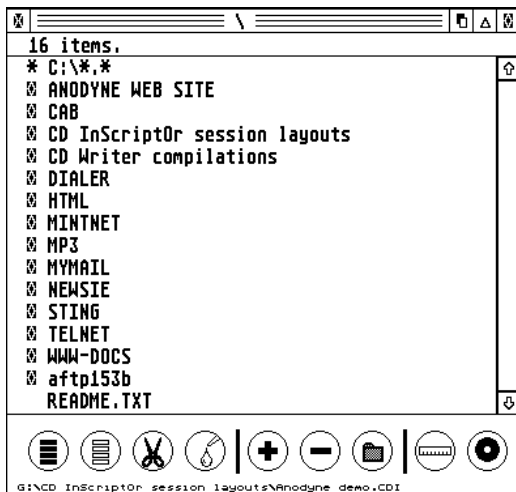 \
16 items.
* C:\*.*
ANODYNE WEB SITE
CAB
CD InScriptOr session layouts
CD Writer compilations
DIALER
HTML
MINTNET
MP3
MYMAIL
NEWSIE
STING
TELNET
WWW-DOCS
aftp153b
README.TXT
G:\CD InScriptOr session layouts\Anodyne demo.CDI